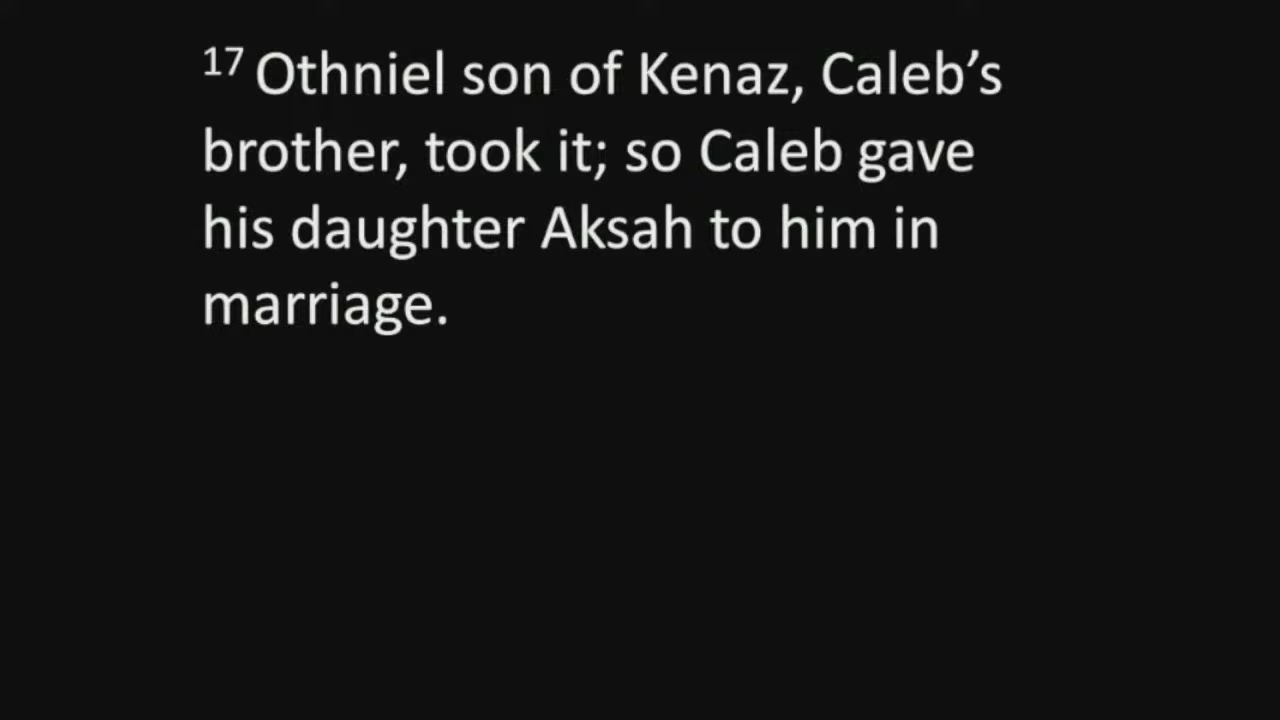 17 Othniel son of Kenaz, Caleb’s
brother, took it; so Caleb gave
his daughter Aksah to him in
marriage.